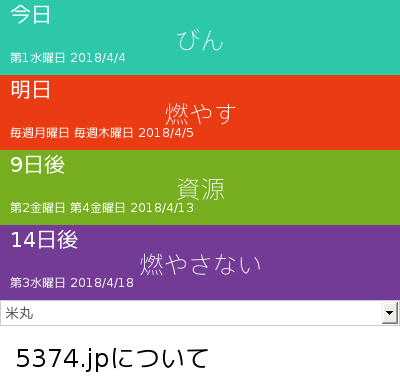 今日
びん
第1水曜日 2018/4/4
明日
燃やす
毎週月曜日 毎週木曜日 2018/4/5
9日後
資源
第2金曜日 第4金曜日 2018/4/13
14日後
燃やさない
第3水曜日 2018/4/18
米丸
5374.jpについて